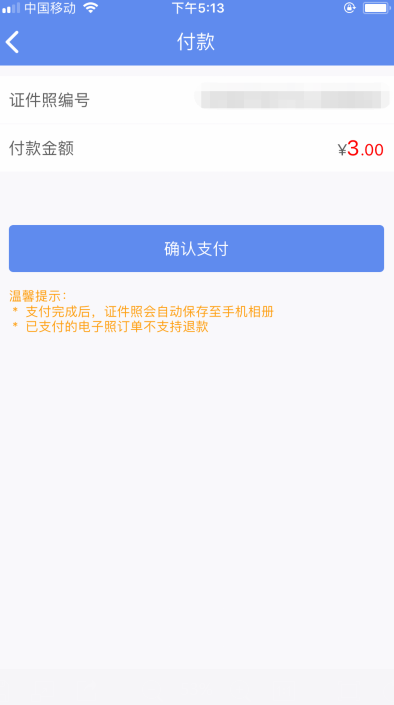 中国移动 下午5:13
付款
证件照编号
付款金额 ¥3.00
确认支付
温馨提示：
* 支付完成后，证件照会自动保存至手机相册
* 已支付的电子照订单不支持退款